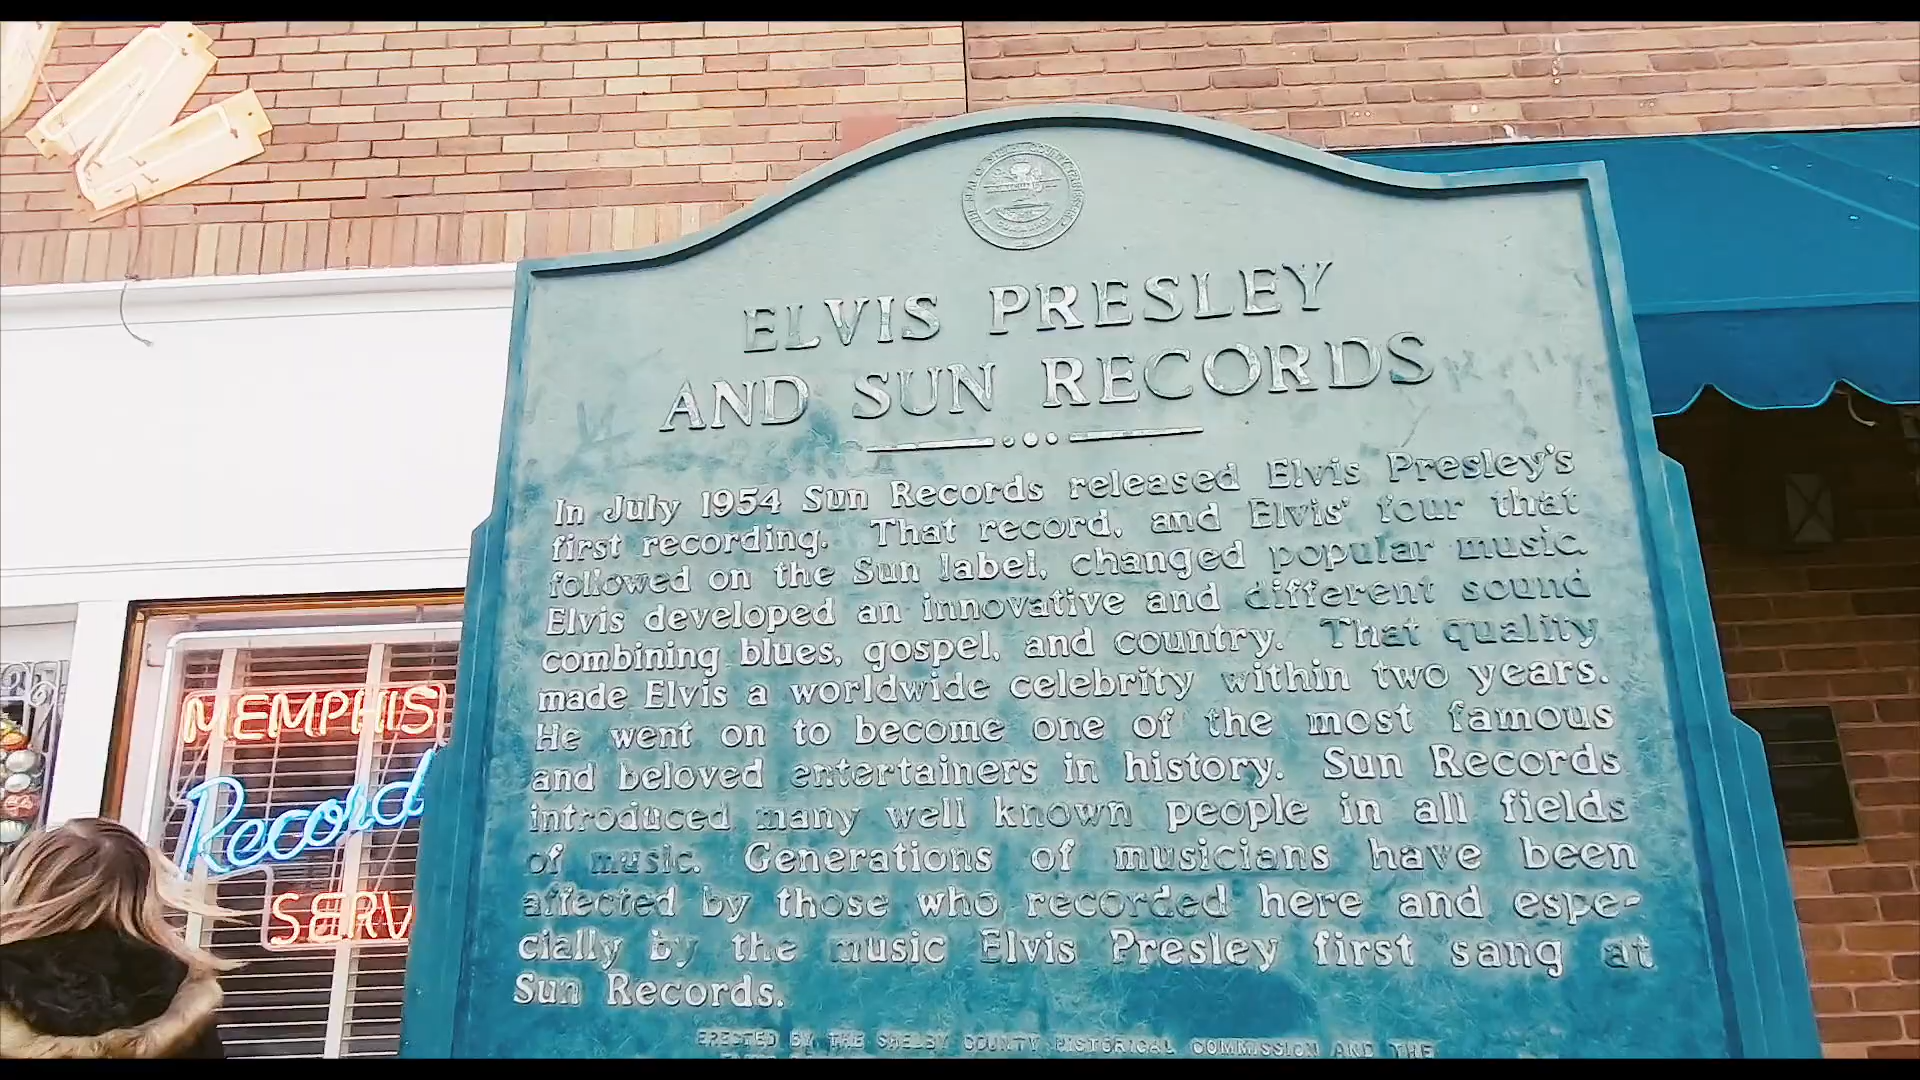 ELVIS PRESLEY
AND SUN RECORDS
In July 1954 Sun Records released Elvis Presley's
first recording. That record, and Elvis' four that
followed on the Sun label, changed popular music.
Elvis developed an innovative and different sound
combining blues, gospel, and country. That quality
made Elvis a worldwide celebrity within two years.
He went on to become one of the most famous
and beloved entertainers in history. Sun Records
introduced many well known people in all fields
of music. Generations of musicians have been
affected by those who recorded here and espe-
cially by the music Elvis Presley first sang at
Sun Records.
ERECTED BY THE SHELBY COUNTY HISTORICAL COMMISSION AND THE
MEMPHIS
Record
SERV
N